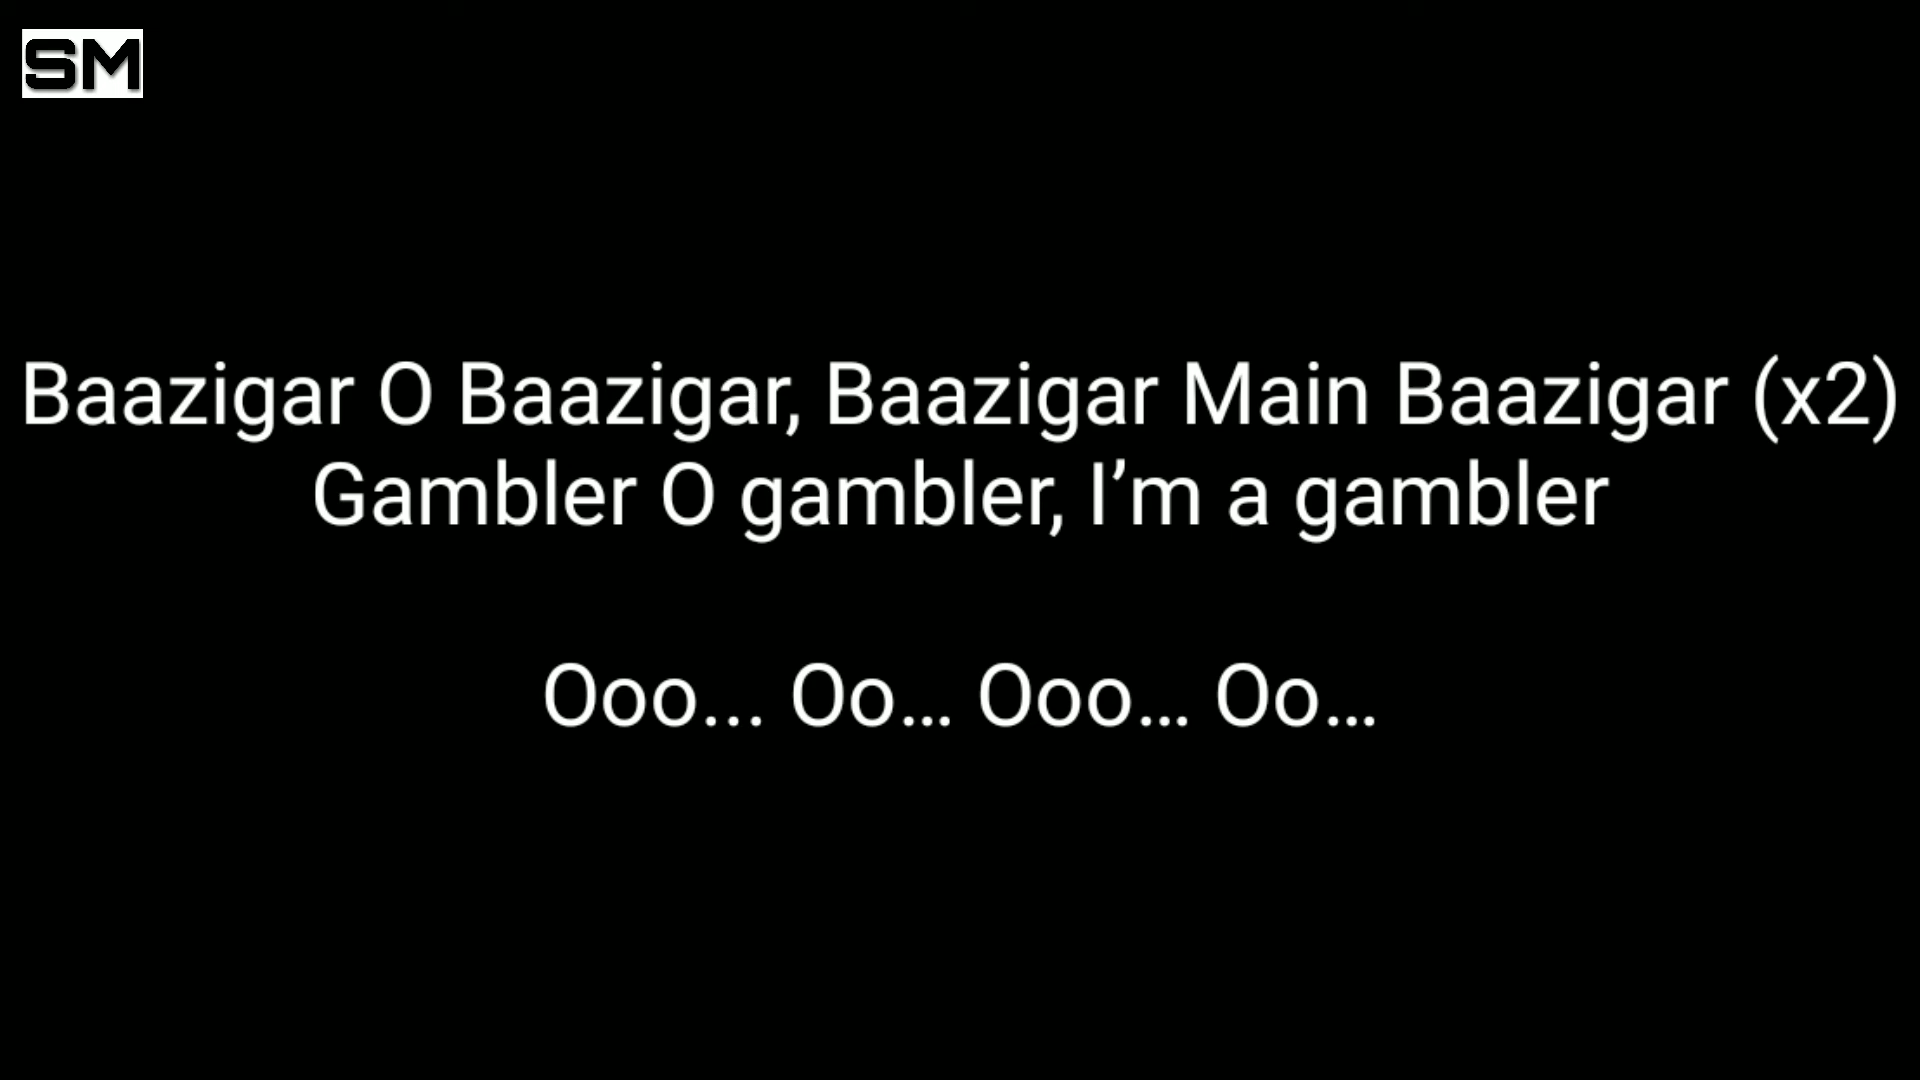 SM
Baazigar O Baazigar, Baazigar Main Baazigar (x2)
Gambler O gambler, I’m a gambler
Ooo... Oo… Ooo… Oo…